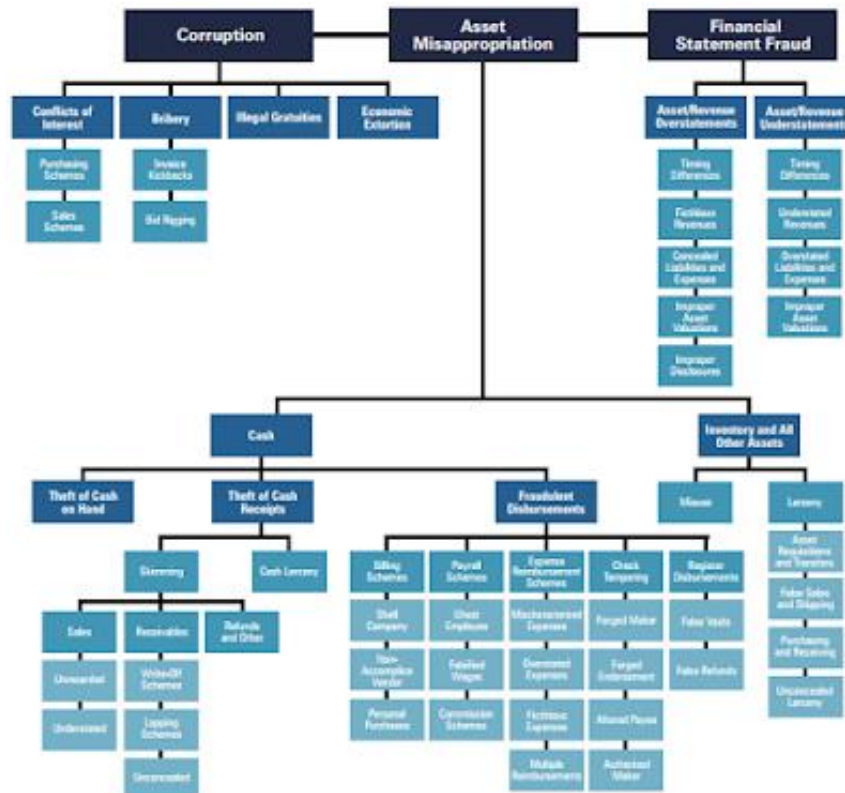 Corruption
Asset
Misappropriation
Financial
Statement Fraud
Conflicts of
Interest
Bribery
Illegal Gratuities
Economic
Extortion
Asset/Revenue
Overstatements
Asset/Revenue
Understatements
Purchasing
Schemes
Invoice
Kickbacks
Timing
Differences
Timing
Differences
Sales
Schemes
Bid Rigging
Fictitious
Revenues
Understated
Revenues
Concealed
Liabilities and
Expenses
Overstated
Liabilities and
Expenses
Improper
Asset
Valuations
Improper
Asset
Valuations
Improper
Disclosures
Cash
Inventory and All
Other Assets
Theft of Cash
on Hand
Theft of Cash
Receipts
Fraudulent
Disbursements
Misuse
Larceny
Skimming
Cash Larceny
Billing
Schemes
Payroll
Schemes
Expense
Reimbursement
Schemes
Check
Tampering
Register
Disbursements
Asset
Requisitions
and Transfers
Sales
Receivables
Refunds
and Other
Shell
Company
Ghost
Employee
Mischaracterized
Expenses
Forged Maker
False Voids
False Sales
and Shipping
Unrecorded
Write-Off
Schemes
Non-
Accomplice
Vendor
Falsified
Wages
Overstated
Expenses
Forged
Endorsement
False Refunds
Purchasing
and Receiving
Understated
Lapping
Schemes
Personal
Purchases
Commission
Schemes
Fictitious
Expenses
Altered Payee
Unconcealed
Larceny
Unconcealed
Multiple
Reimbursements
Authorized
Maker